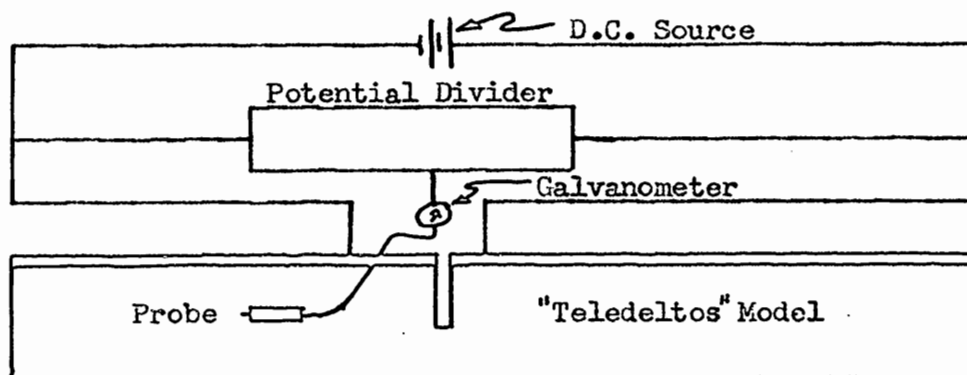 D.C. Source
Potential Divider
Galvanometer
Probe
"Teledeltos" Model